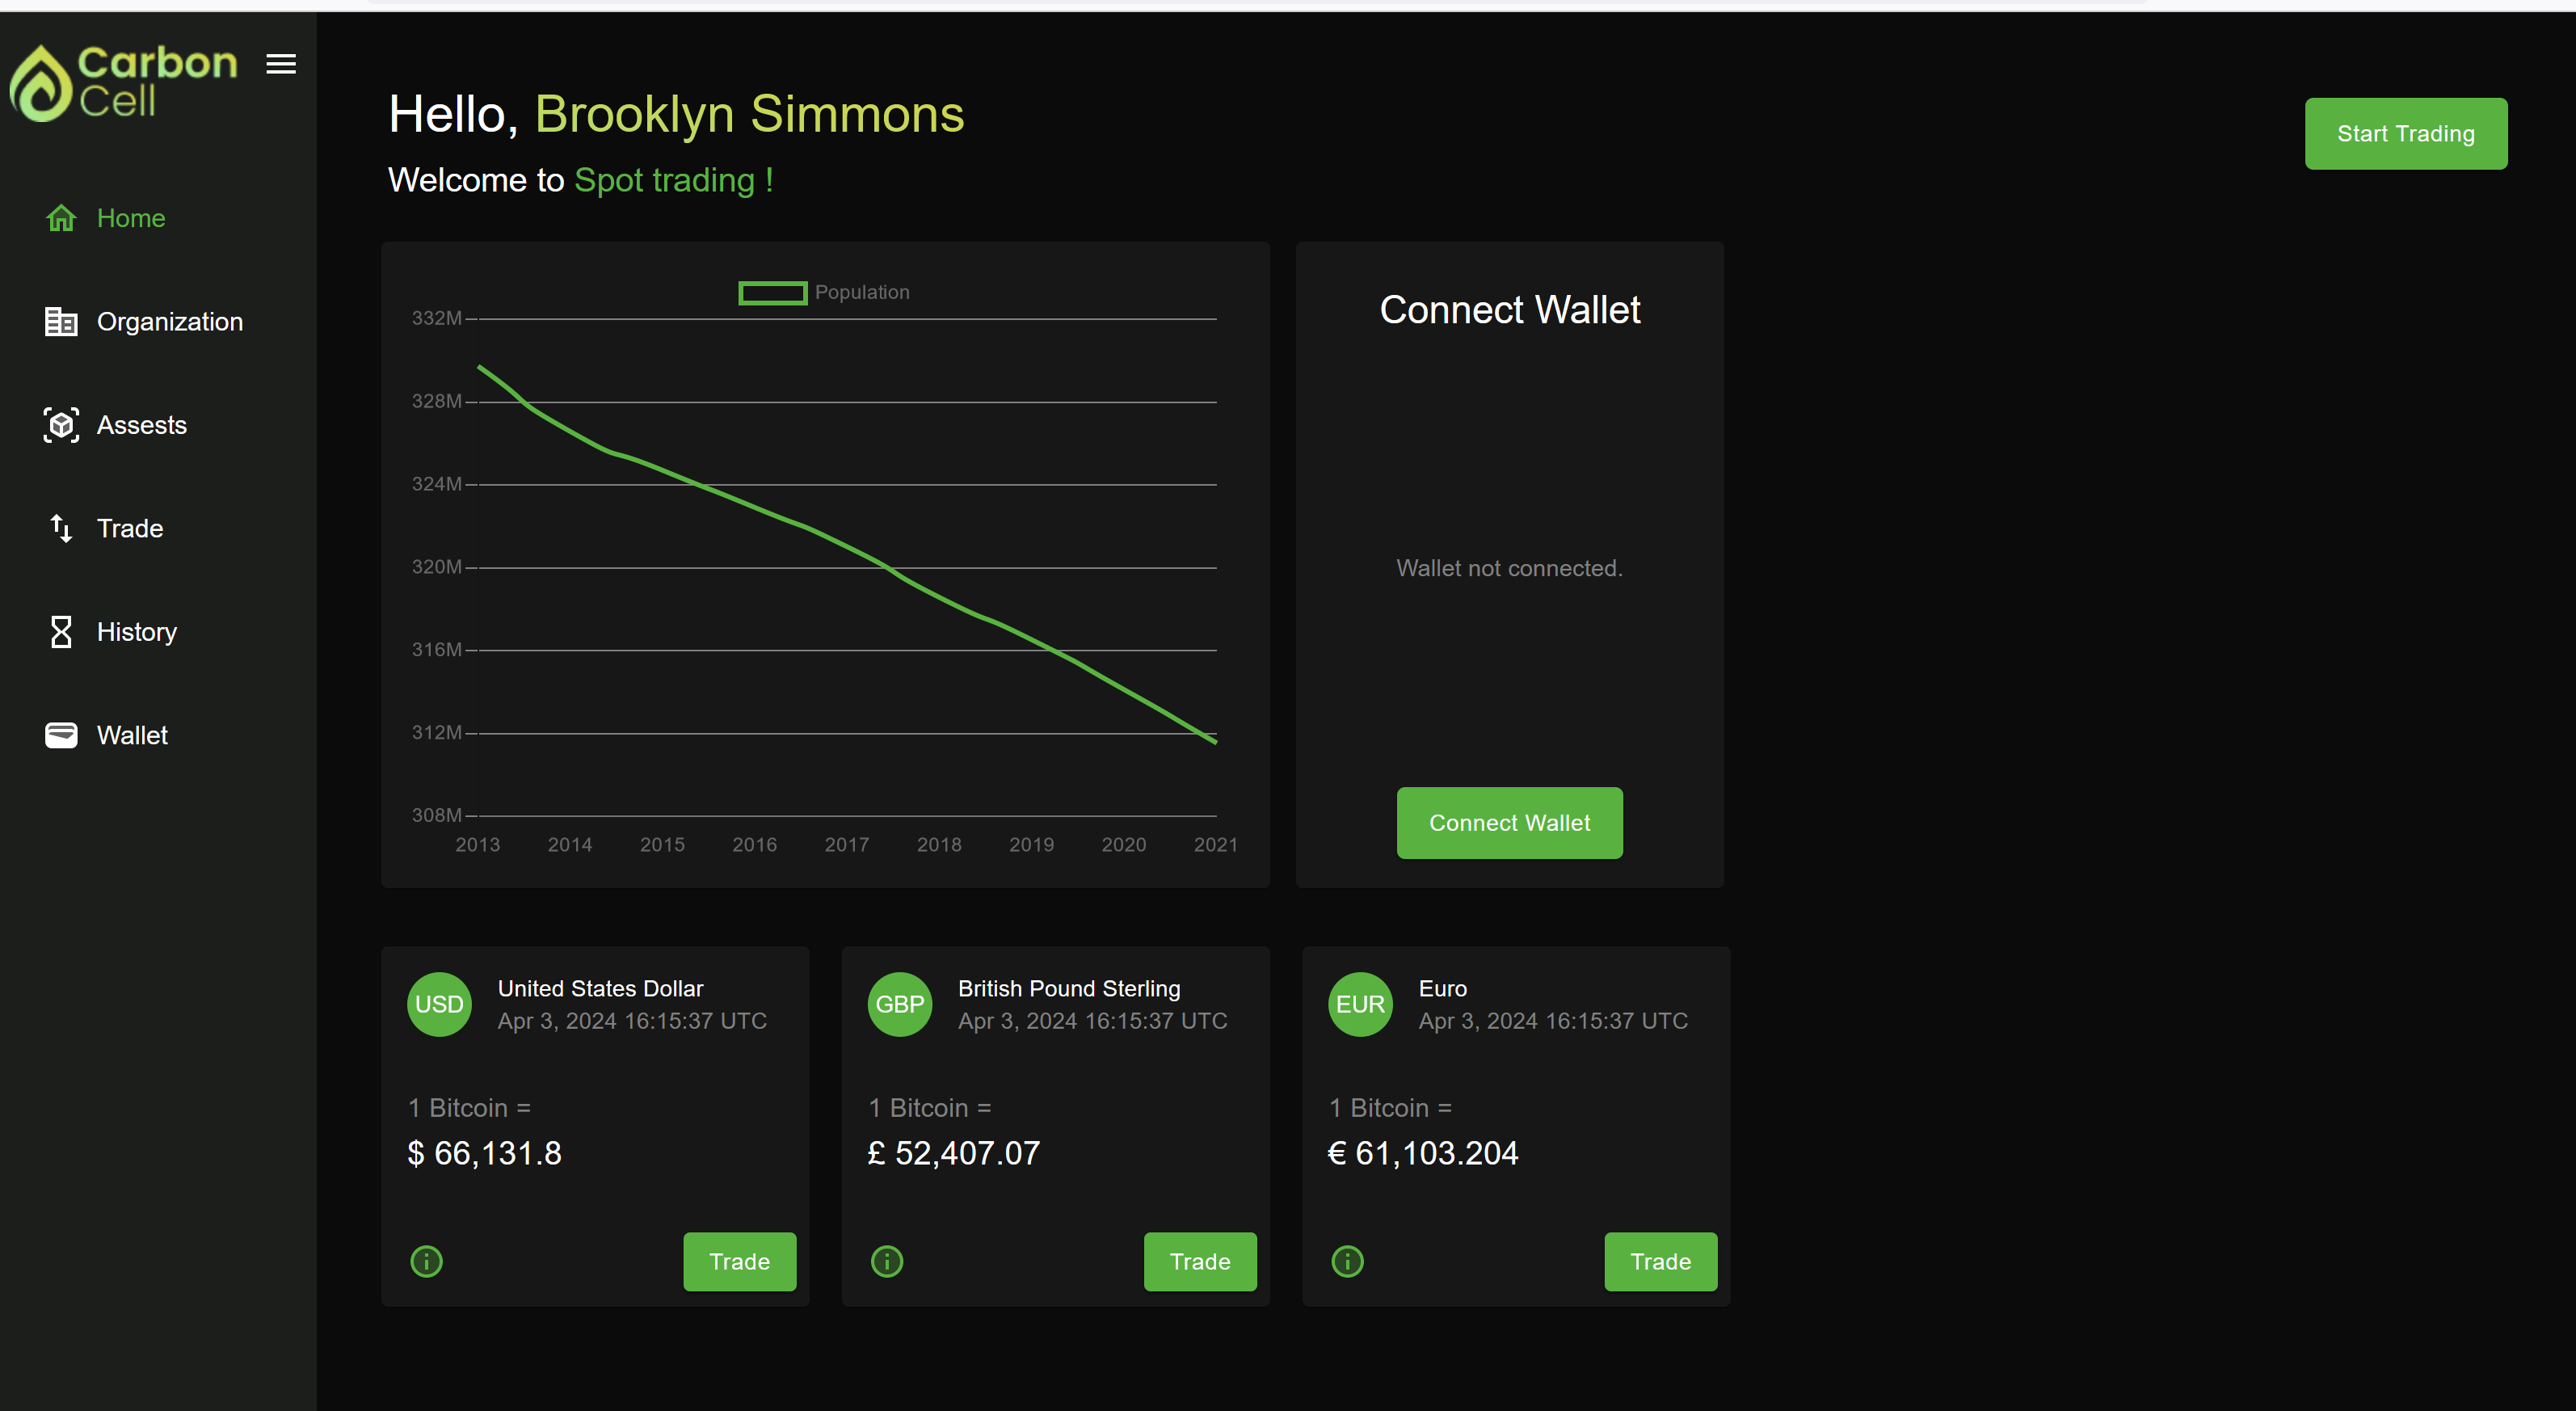 Carbon
Cell
Home
Organization
Assests
Trade
History
Wallet
Hello, Brooklyn Simmons
Welcome to Spot trading !
Start Trading
Population
332M
328M
324M
320M
316M
312M
308M
2013 2014 2015 2016 2017 2018 2019 2020 2021
Connect Wallet
Wallet not connected.
Connect Wallet
USD
United States Dollar
Apr 3, 2024 16:15:37 UTC
1 Bitcoin =
$ 66,131.8
Trade
GBP
British Pound Sterling
Apr 3, 2024 16:15:37 UTC
1 Bitcoin =
£ 52,407.07
Trade
EUR
Euro
Apr 3, 2024 16:15:37 UTC
1 Bitcoin =
€ 61,103.204
Trade